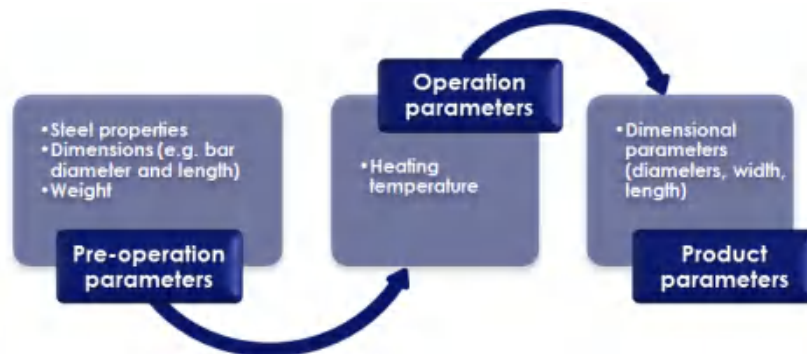 •Steel properties
•Dimensions (e.g. bar
diameter and length)
•Weight
Pre-operation
parameters
Operation
parameters
•Heating
temperature
•Dimensional
parameters
(diameters, width,
length)
Product
parameters